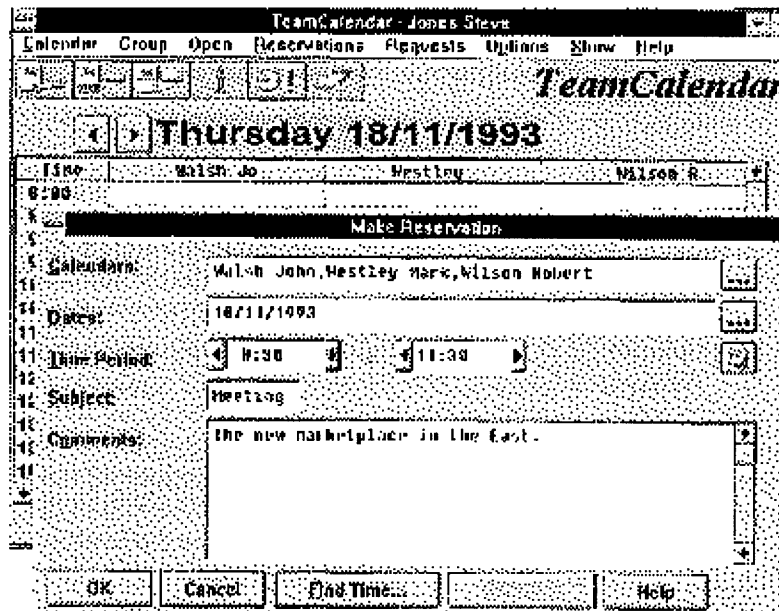 TeamCalendar - Jones Steve
Calendar Group Open Reservations Requests Options Show Help
TeamCalendar
Thursday 18/11/1993
Time Walsh Jo Westley Wilson R
8:00
Make Reservation
Calendars: Walsh John,Westley Mark,Wilson Robert ...
Dates: 18/11/1993 ...
Time Period: 11:30
Subject: Meeting
Comments: The new marketplace in the East.
OK Cancel Find Time... Help